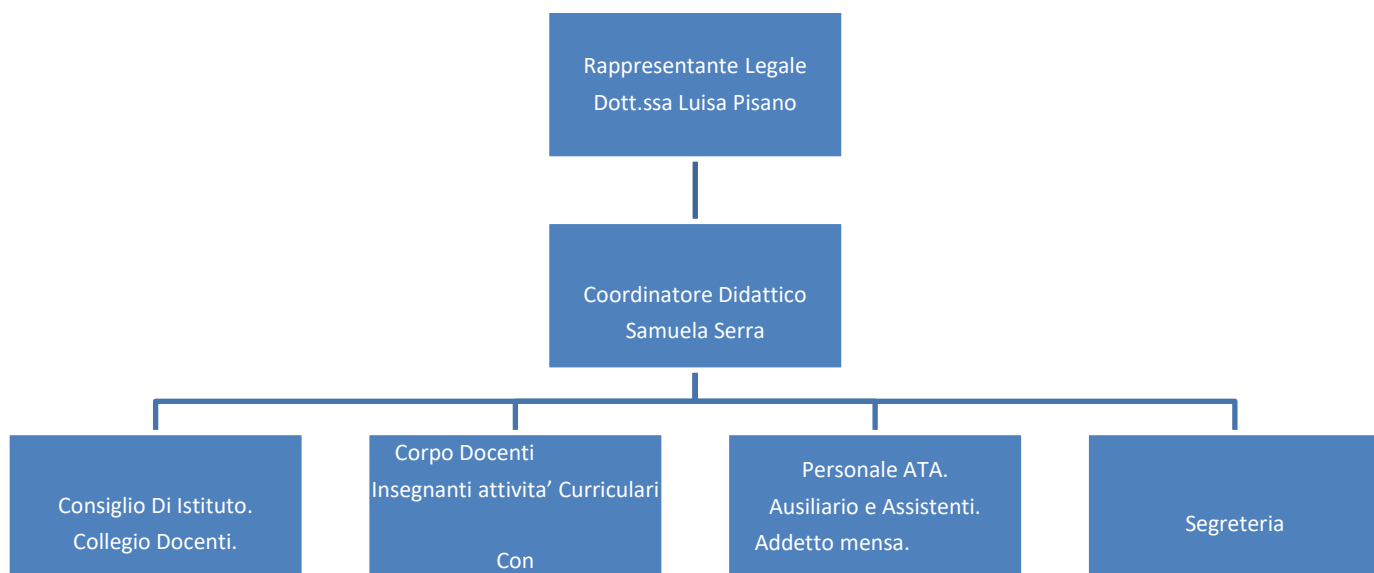 Rappresentante Legale
Dott.ssa Luisa Pisano
Coordinatore Didattico
Samuela Serra
Consiglio Di Istituto.
Collegio Docenti.
Corpo Docenti
Insegnanti attivita’ Curriculari
Con
Personale ATA.
Ausiliario e Assistenti.
Addetto mensa.
Segreteria